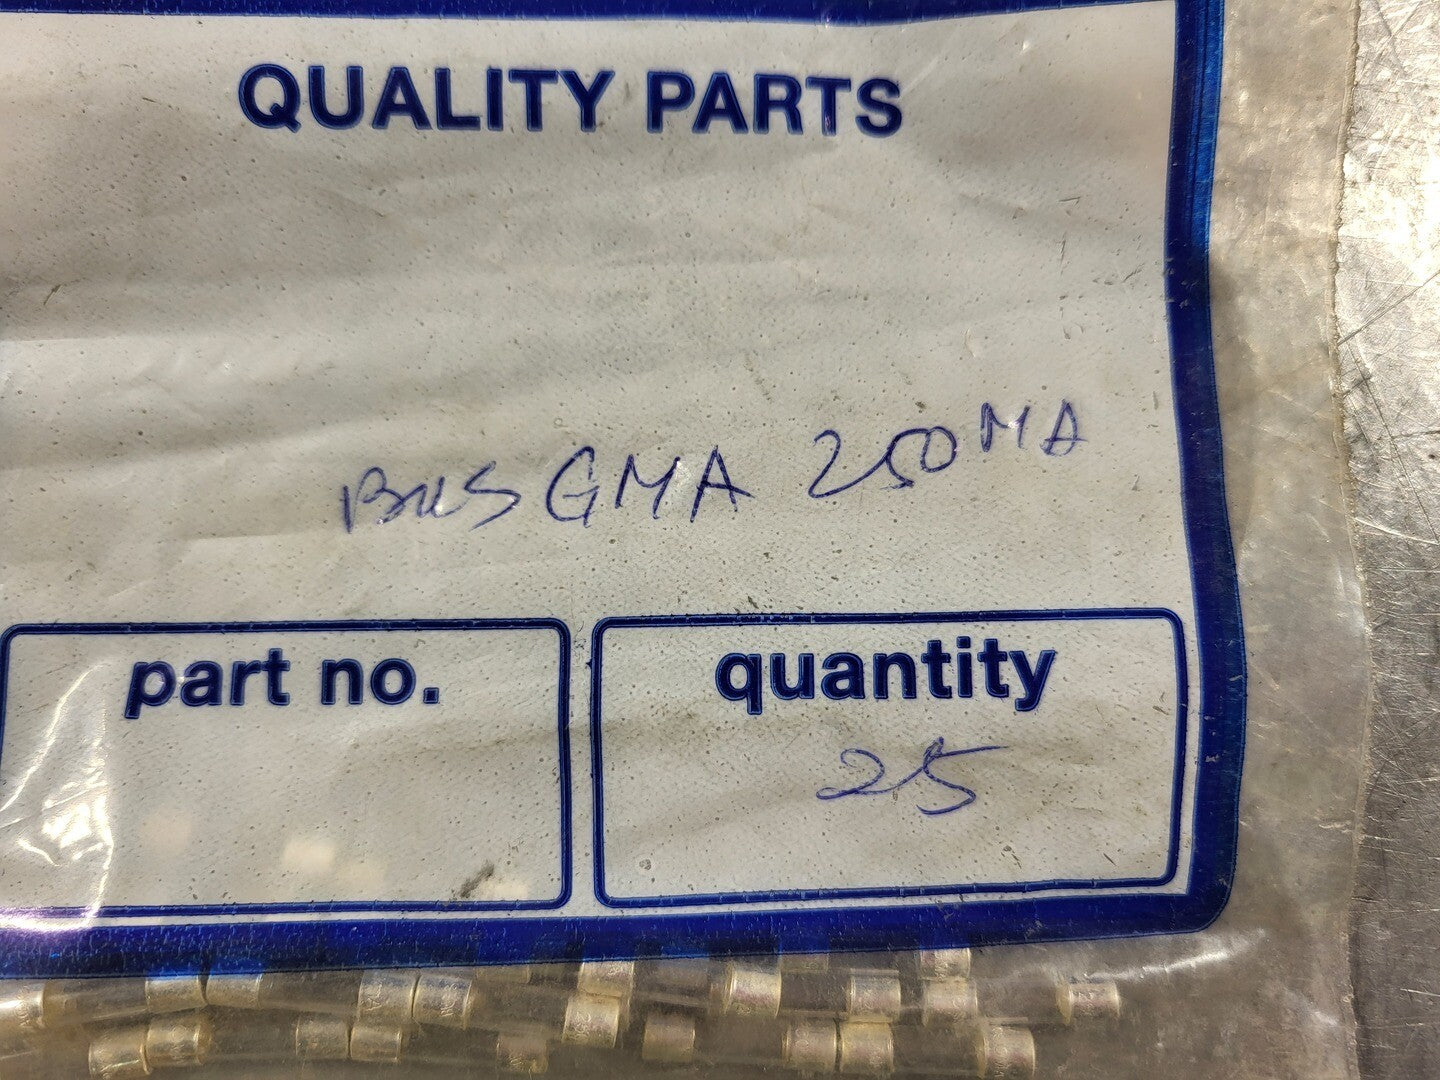 QUALITY PARTS
BUS GMA 250MA
part no.
quantity
25